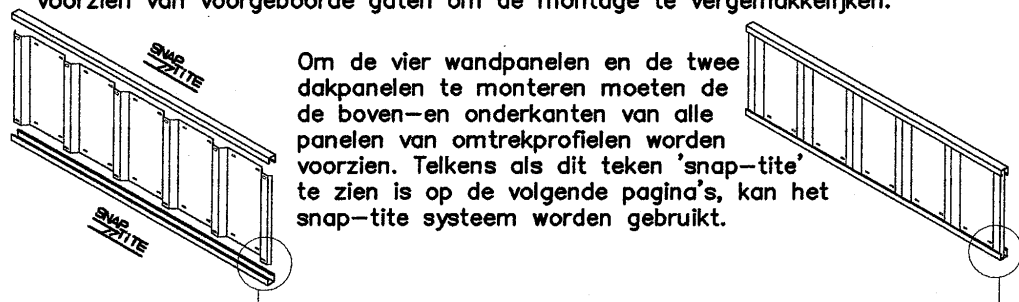 voorzien van voorgeboorde gaten om de montage te vergemakkelijken.
SNAP
TITE
Om de vier wandpanelen en de twee
dakpanelen te monteren moeten de
de boven-en onderkanten van alle
panelen van omtrekprofielen worden
voorzien. Telkens als dit teken 'snap-tite'
te zien is op de volgende pagina's, kan het
snap-tite systeem worden gebruikt.
SNAP
TITE